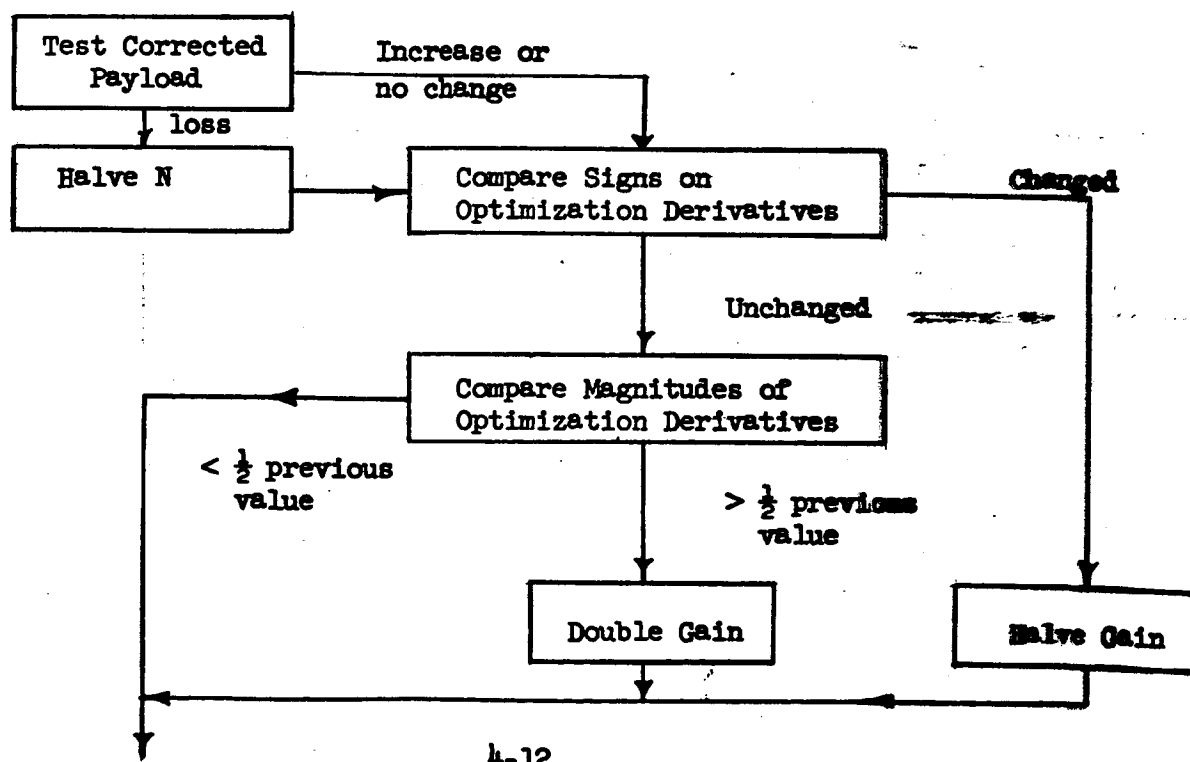 Test Corrected
Payload
Increase or
no change
loss
Halve N
Compare Signs on
Optimization Derivatives
Changed
Unchanged
Compare Magnitudes of
Optimization Derivatives
< ½ previous
value
> ½ previous
value
Double Gain
Halve Gain
4-12